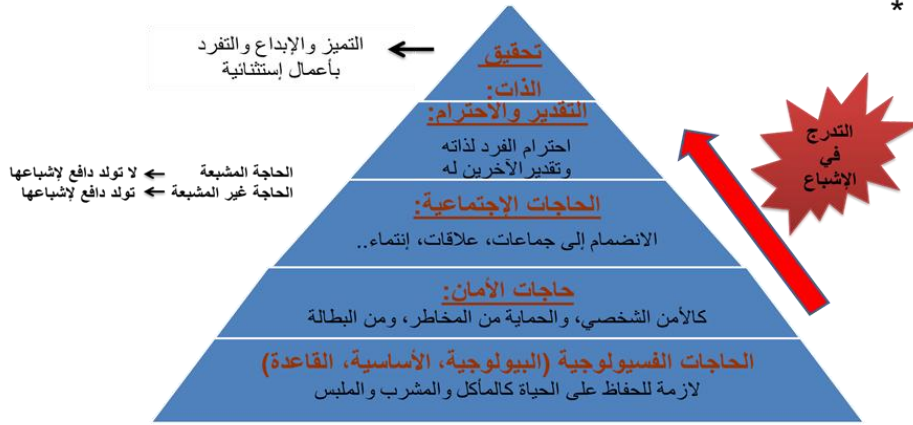 *
التميز والإبداع والتفرد
بأعمال إستثنائية
تحقيق
الذات:
التقدير والاحترام:
احترام الفرد لذاته
وتقدير الآخرين له
التدرج
في
الإشباع
الحاجة المشبعة ← لا تولد دافع لإشباعها
الحاجة غير المشبعة ← تولد دافع لإشباعها
الحاجات الإجتماعية:
الانضمام إلى جماعات، علاقات، إنتماء..
حاجات الأمان:
كالأمن الشخصي، والحماية من المخاطر، ومن البطالة
الحاجات الفسيولوجية (البيولوجية، الأساسية، القاعدة)
لازمة للحفاظ على الحياة كالمأكل والمشرب والملبس